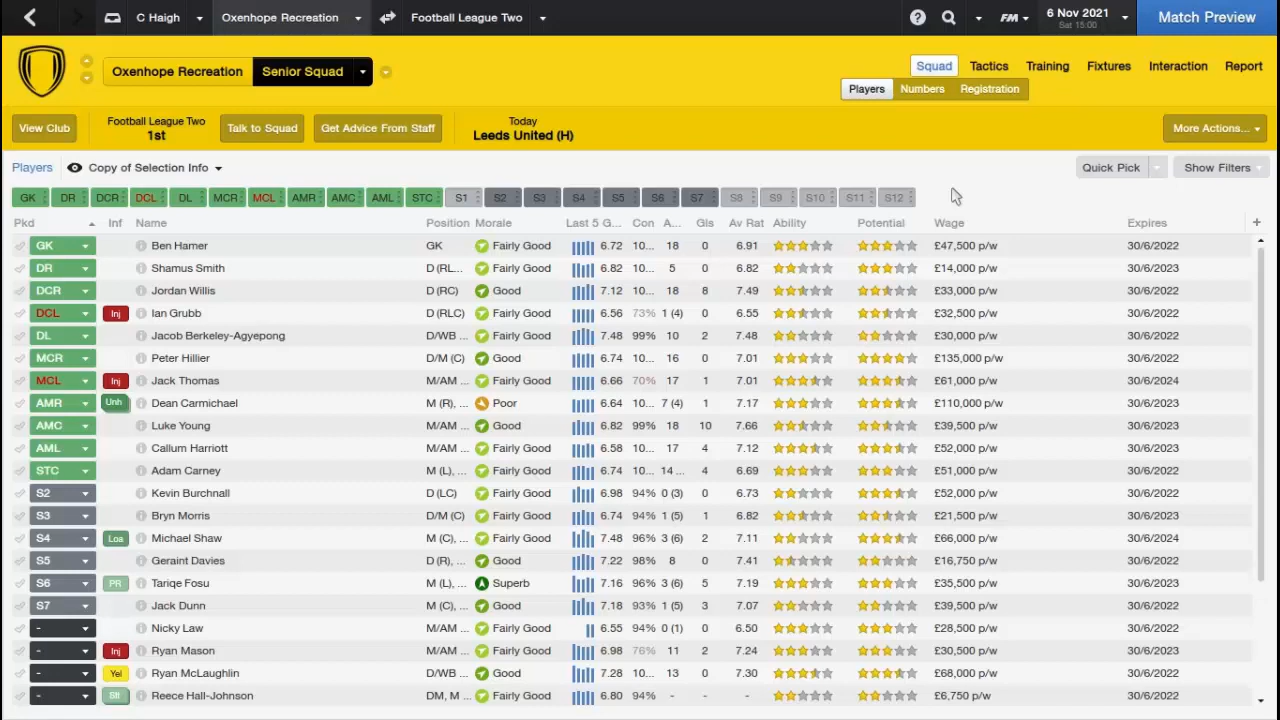 C Haigh Oxenhope Recreation Football League Two FM 6 Nov 2021 Sat 15:00 Match Preview
Oxenhope Recreation Senior Squad Squad Tactics Training Fixtures Interaction Report
Players Numbers Registration
View Club Football League Two 1st Talk to Squad Get Advice From Staff Today Leeds United (H) More Actions...
Players Copy of Selection Info Quick Pick Show Filters
GK DR DCR DCL DL MCR MCL AMR AMC AML STC S1 S2 S3 S4 S5 S6 S7 S8 S9 S10 S11 S12
Pkd Inf Name Position Morale Last 5 G... Con A... Gls Av Rat Ability Potential Wage Expires +
GK Ben Hamer GK Fairly Good 6.72 10... 18 0 6.91 £47,500 p/w 30/6/2022
DR Shamus Smith D (RL... Fairly Good 6.82 10... 5 0 6.82 £14,000 p/w 30/6/2023
DCR Jordan Willis D (RC) Good 7.12 10... 18 8 7.49 £33,000 p/w 30/6/2023
DCL Inj Ian Grubb D (RLC) Fairly Good 6.56 73% 1 (4) 0 6.55 £32,500 p/w 30/6/2023
DL Jacob Berkeley-Agyepong D/WB ... Fairly Good 7.48 99% 10 2 7.48 £30,000 p/w 30/6/2022
MCR Peter Hillier D/M (C) Good 6.74 10... 16 0 7.01 £135,000 p/w 30/6/2022
MCL Inj Jack Thomas M/AM ... Fairly Good 6.66 70% 17 1 7.01 £61,000 p/w 30/6/2024
AMR Unh Dean Carmichael M (R), ... Poor 6.64 10... 7 (4) 1 7.17 £110,000 p/w 30/6/2023
AMC Luke Young M/AM ... Good 6.82 99% 18 10 7.66 £39,500 p/w 30/6/2022
AML Callum Harriott M/AM ... Fairly Good 6.58 10... 17 4 7.12 £52,000 p/w 30/6/2023
STC Adam Carney M (L), ... Fairly Good 6.74 10... 14 ... 4 6.69 £51,000 p/w 30/6/2022
S2 Kevin Burchnall D (LC) Fairly Good 6.98 94% 0 (3) 0 6.73 £52,000 p/w 30/6/2022
S3 Bryn Morris D/M (C) Fairly Good 6.74 94% 1 (5) 1 6.82 £21,500 p/w 30/6/2023
S4 Loa Michael Shaw M (C), ... Fairly Good 7.48 96% 3 (6) 2 7.11 £66,000 p/w 30/6/2024
S5 Geraint Davies D (R), ... Good 7.22 98% 8 0 7.41 £16,750 p/w 30/6/2022
S6 PR Tariqe Fosu M (L), ... Superb 7.16 96% 3 (6) 5 7.19 £35,500 p/w 30/6/2023
S7 Jack Dunn M (C), ... Good 7.18 93% 1 (5) 3 7.07 £39,500 p/w 30/6/2022
- Nicky Law M/AM ... Fairly Good 6.55 94% 0 (1) 0 6.50 £28,500 p/w 30/6/2022
- Inj Ryan Mason M/AM ... Fairly Good 6.98 76% 11 2 7.24 £30,500 p/w 30/6/2023
- Yel Ryan McLaughlin D/WB ... Good 7.28 96% 13 0 7.30 £68,000 p/w 30/6/2022
- Slt Reece Hall-Johnson DM, M ... Fairly Good 6.80 94% - - - £6,750 p/w 30/6/2022